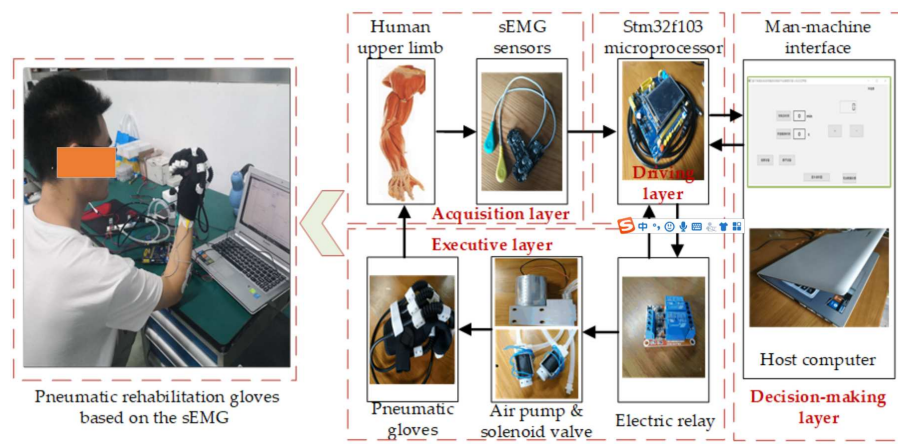 Human
upper limb
sEMG
sensors
Stm32f103
microprocessor
Man-machine
interface
Driving
layer
Acquisition layer
Executive layer
中
Host computer
Pneumatic rehabilitation gloves
based on the sEMG
Pneumatic
gloves
Air pump &
solenoid valve
Electric relay
Decision-making
layer